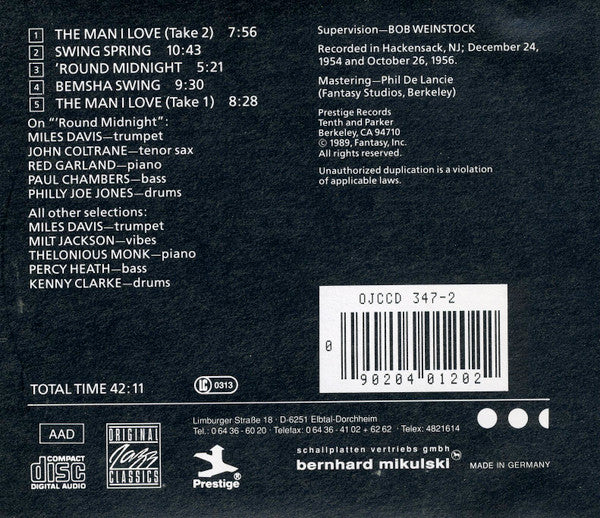 1 THE MAN I LOVE (Take 2) 7:56
2 SWING SPRING 10:43
3 'ROUND MIDNIGHT 5:21
4 BEMSHA SWING 9:30
5 THE MAN I LOVE (Take 1) 8:28
On "'Round Midnight":
MILES DAVIS—trumpet
JOHN COLTRANE—tenor sax
RED GARLAND—piano
PAUL CHAMBERS—bass
PHILLY JOE JONES—drums
All other selections:
MILES DAVIS—trumpet
MILT JACKSON—vibes
THELONIOUS MONK—piano
PERCY HEATH—bass
KENNY CLARKE—drums
TOTAL TIME 42:11
LC 0313
Supervision—BOB WEINSTOCK
Recorded in Hackensack, NJ; December 24,
1954 and October 26, 1956.
Mastering—Phil De Lancie
(Fantasy Studios, Berkeley)
Prestige Records
Tenth and Parker
Berkeley, CA 94710
© 1989, Fantasy, Inc.
All rights reserved.
Unauthorized duplication is a violation
of applicable laws.
OJCCD 347-2
0 90204 01202
AAD
COMPACT
disc
DIGITAL AUDIO
ORIGINAL
Jazz
CLASSICS
Prestige
Limburger Straße 18 · D-6251 Elbtal-Dorchheim
Tel.: 0 64 36 - 60 20 · Telefax: 0 64 36 - 41 02 + 62 62 · Telex: 4821614
schallplatten vertriebs gmbh
bernhard mikulski
MADE IN GERMANY